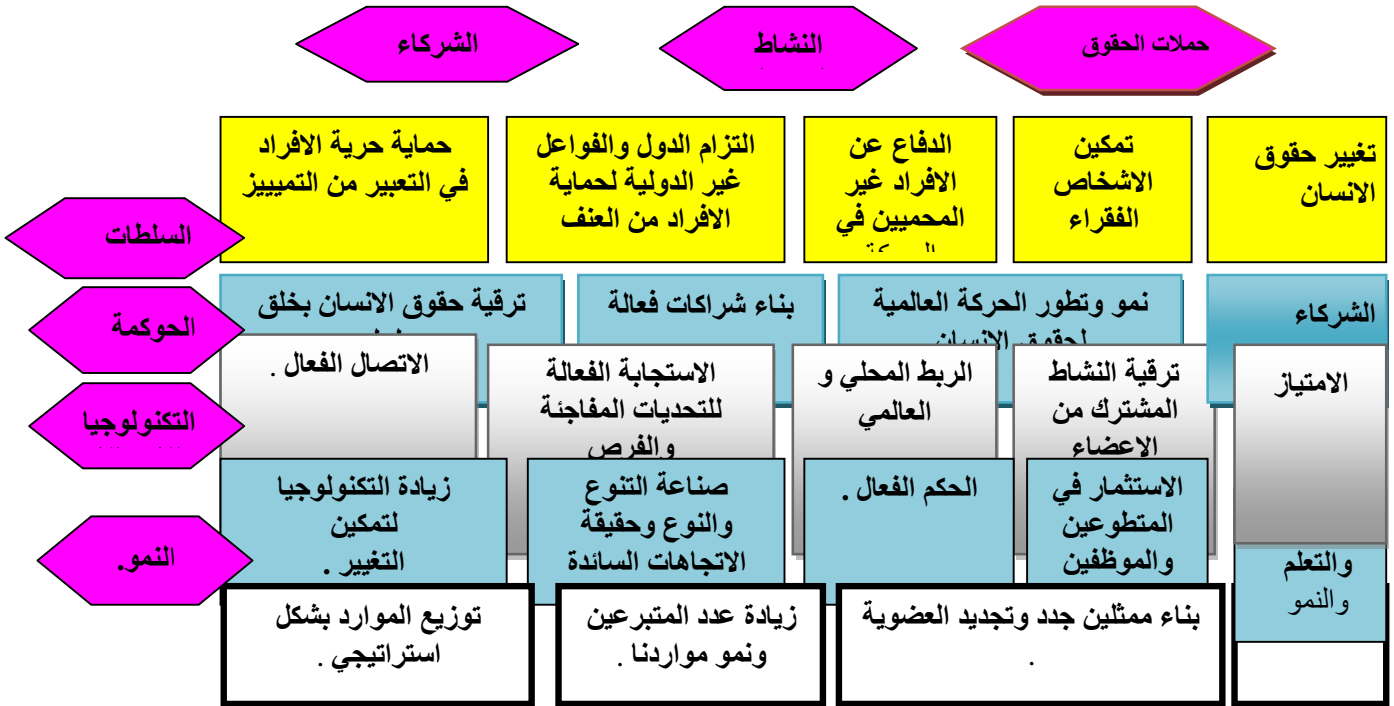 حملات الحقوق
النشاط
الشركاء
تغيير حقوق
الانسان
تمكين
الاشخاص
الفقراء
الدفاع عن
الافراد غير
المحميين في
التزام الدول والفواعل
غير الدولية لحماية
الافراد من العنف
حماية حرية الافراد
في التعبير من التمييييز
السلطات
الشركاء
نمو وتطور الحركة العالمية
لحقوق الانسان
بناء شراكات فعالة
ترقية حقوق الانسان بخلق
الحوكمة
الامتياز
ترقية النشاط
المشترك من
الاعضاء
الربط المحلي و
العالمي
الاستجابة الفعالة
للتحديات المفاجئة
والفرص
الاتصال الفعال .
التكنولوجيا
والتعلم
والنمو
الاستثمار في
المتطوعين
والموظفين
الحكم الفعال .
صناعة التنوع
والنوع وحقيقة
الاتجاهات السائدة
زيادة التكنولوجيا
لتمكين
التغيير .
النمو.
بناء ممثلين جدد وتجديد العضوية
.
زيادة عدد المتبرعين
ونمو مواردنا .
توزيع الموارد بشكل
استراتيجي .